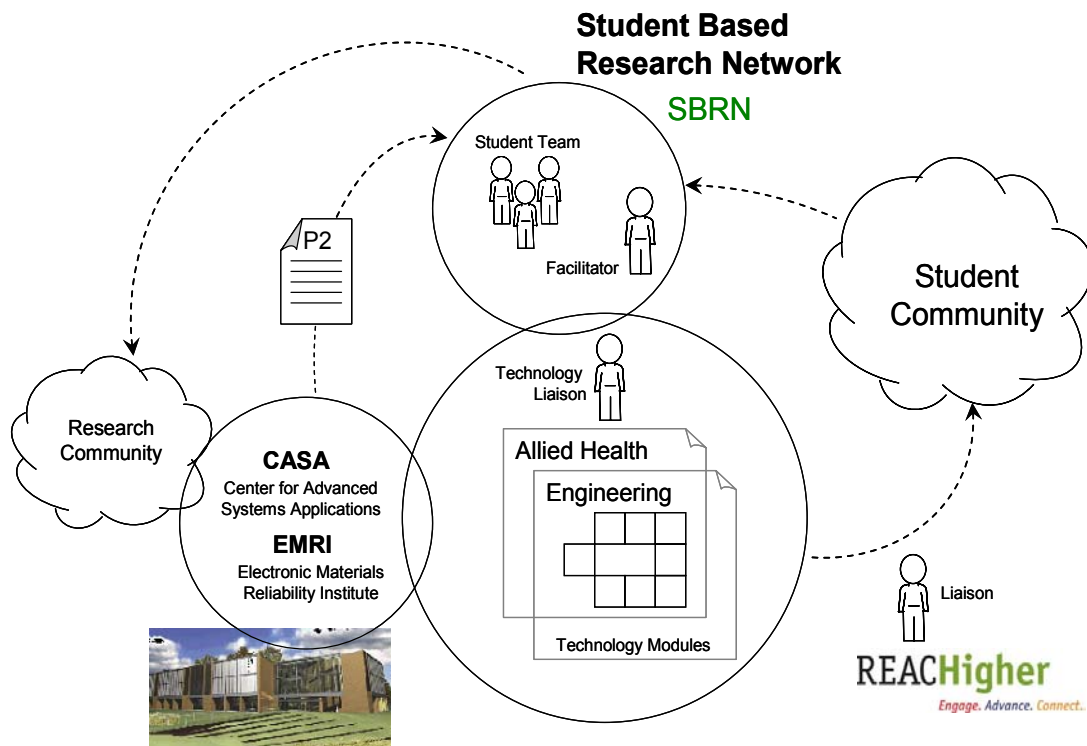 Student Based
Research Network
SBRN
Student Team
Facilitator
P2
Student
Community
Technology
Liaison
Research
Community
Allied Health
CASA
Center for Advanced
Systems Applications
Engineering
EMRI
Electronic Materials
Reliability Institute
Technology Modules
Liaison
REACHigher
Engage. Advance. Connect..